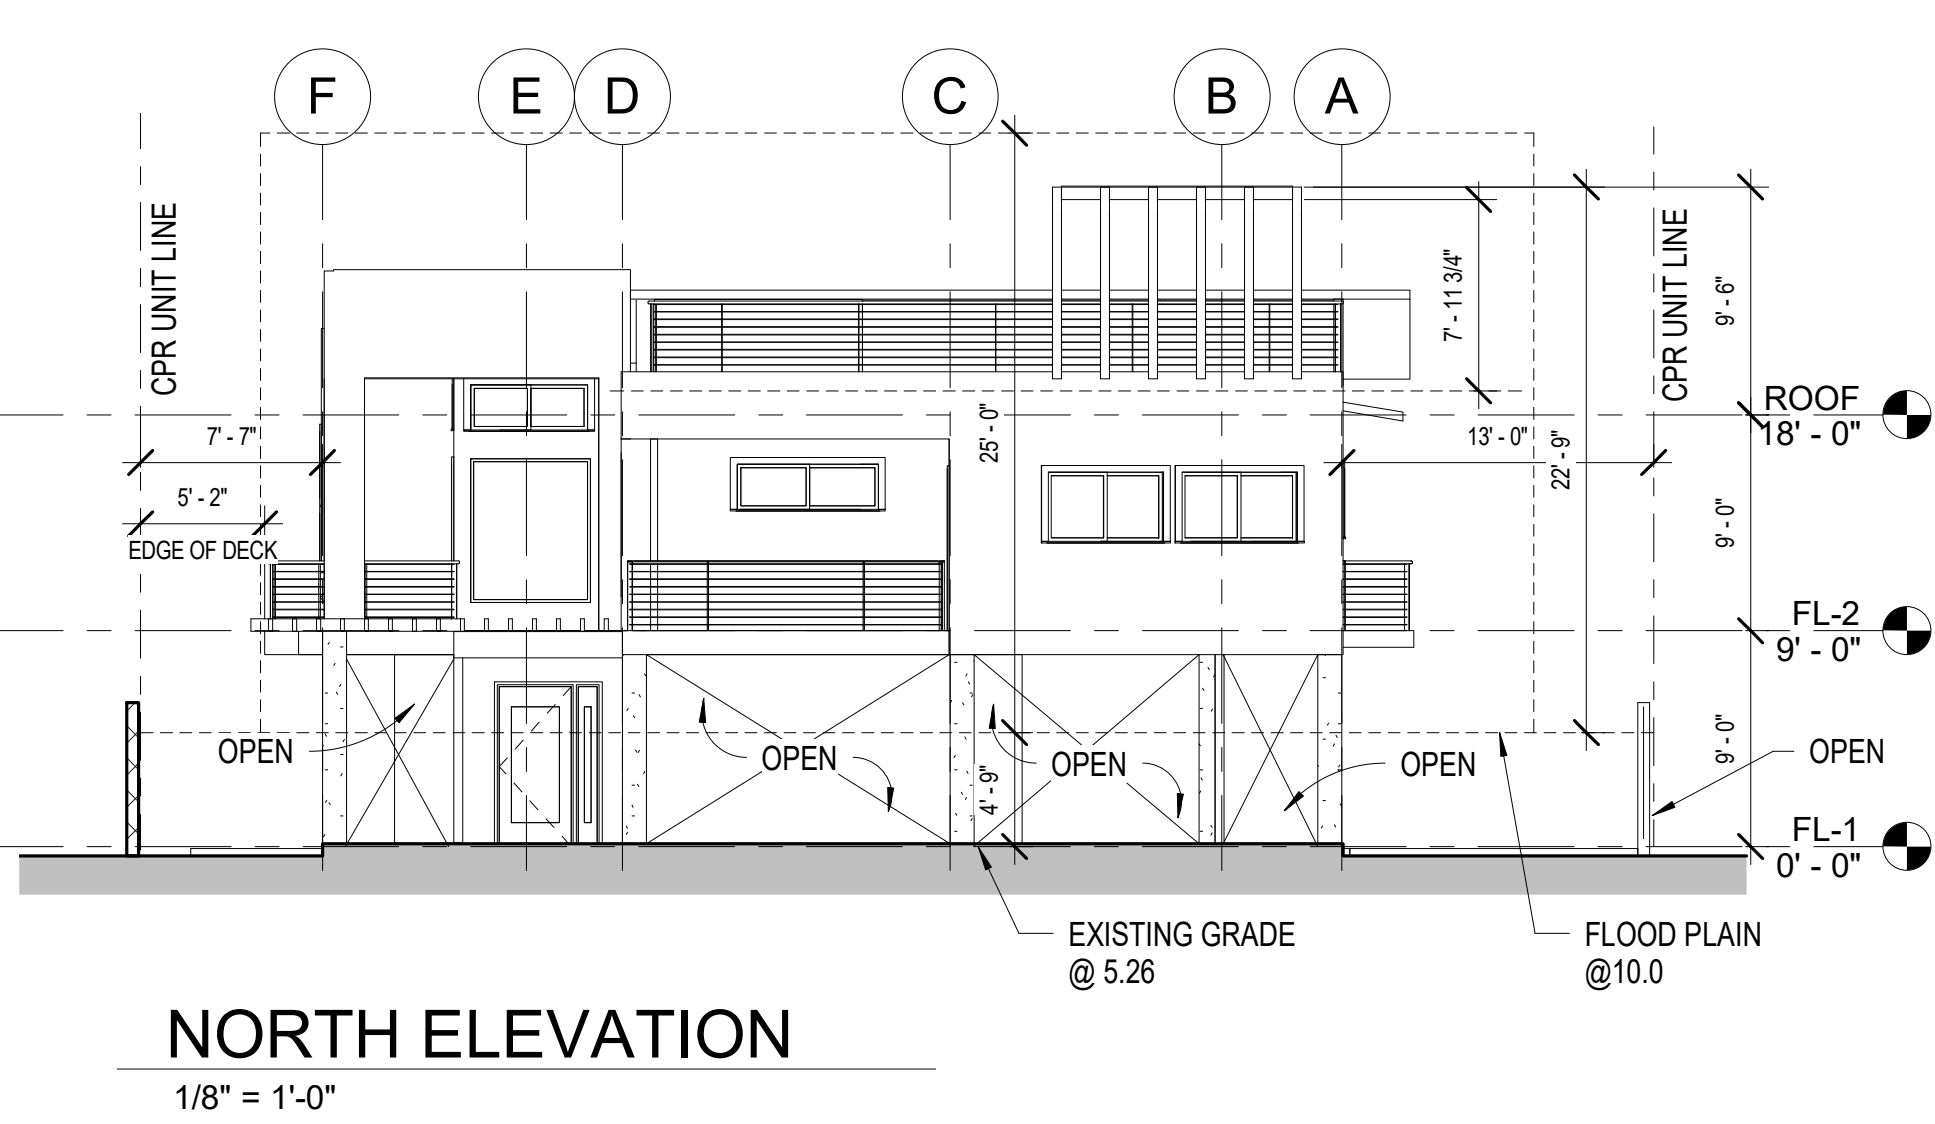 F E D C B A
CPR UNIT LINE
CPR UNIT LINE
9' - 6"
7' - 11 3/4"
ROOF
18' - 0"
25' - 0"
7' - 7"
13' - 0"
22' - 9"
5' - 2"
EDGE OF DECK
9' - 0"
FL-2
9' - 0"
OPEN
OPEN
OPEN
OPEN
OPEN
4' - 9"
9' - 0"
FL-1
0' - 0"
EXISTING GRADE
@ 5.26
FLOOD PLAIN
@10.0
NORTH ELEVATION
1/8" = 1'-0"